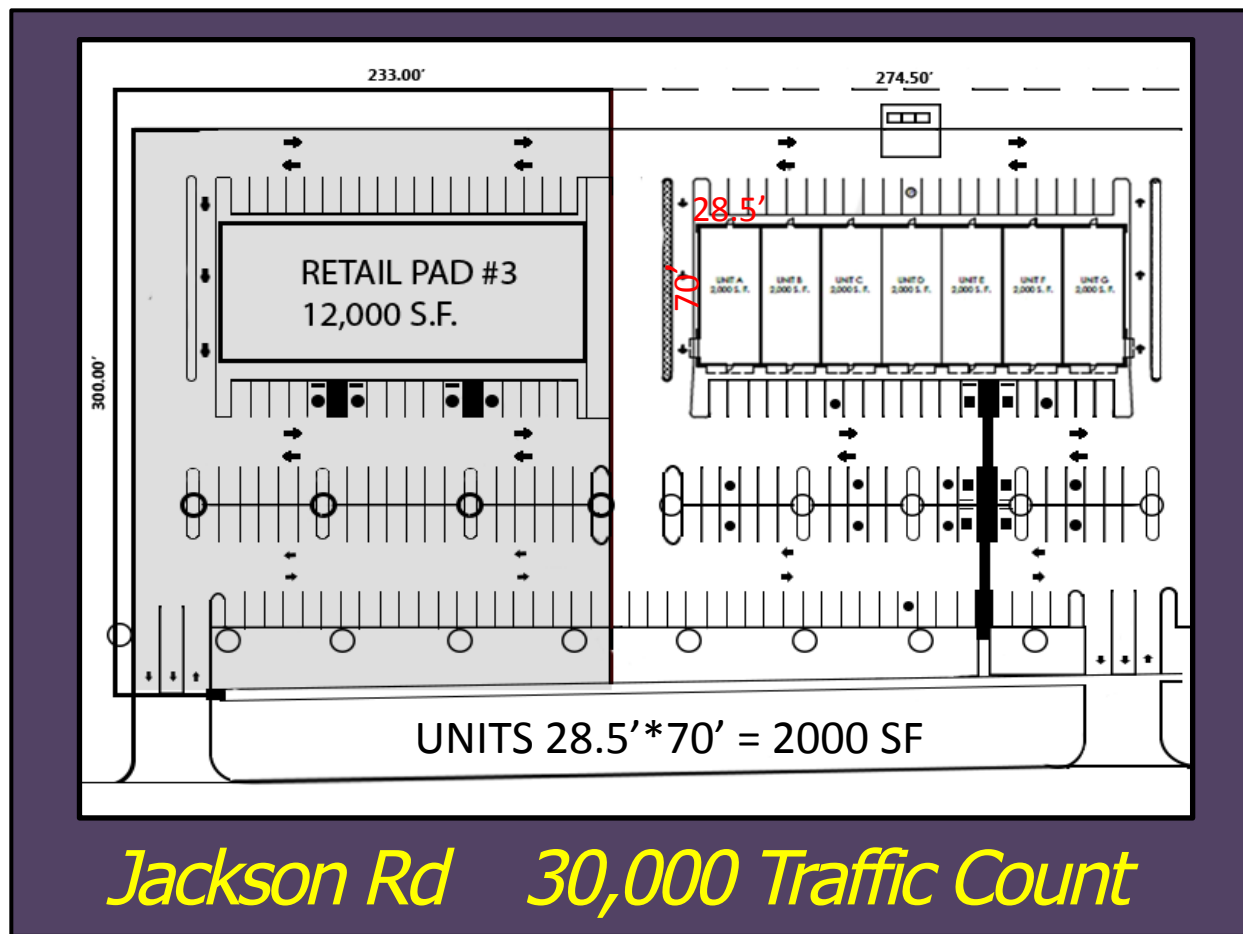 233.00’
274.50’
28.5’
70’
RETAIL PAD #3
12,000 S.F.
UNIT A
2,000 S. F.
UNIT B
2,000 S. F.
UNIT C
2,000 S. F.
UNIT D
2,000 S. F.
UNIT E
2,000 S. F.
UNIT F
2,000 S. F.
UNIT G
2,000 S. F.
300.00’
UNITS 28.5’*70’ = 2000 SF
Jackson Rd 30,000 Traffic Count